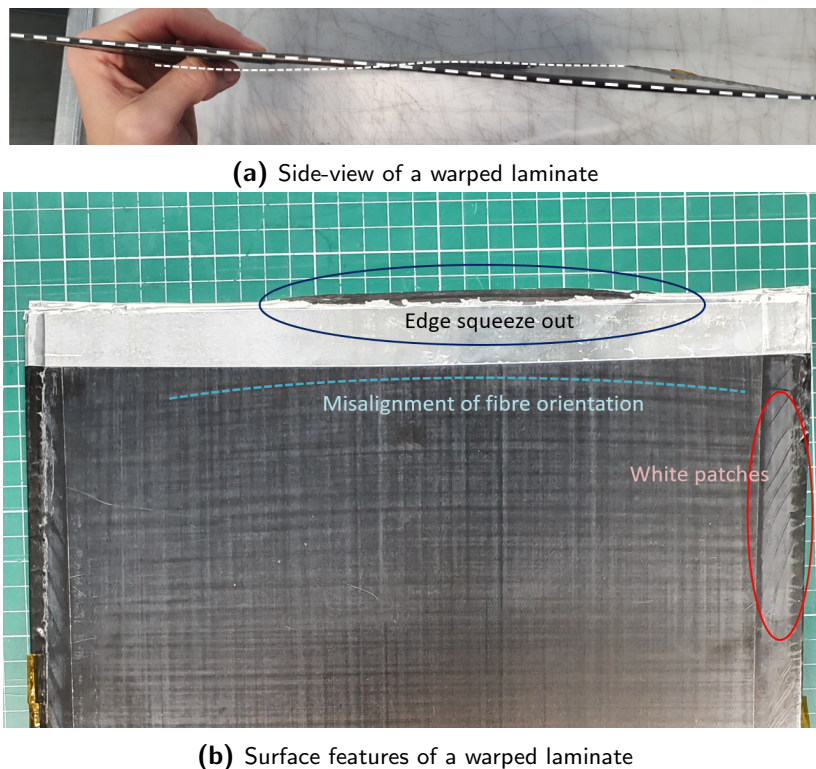 (a) Side-view of a warped laminate
Edge squeeze out
Misalignment of fibre orientation
White patches
(b) Surface features of a warped laminate